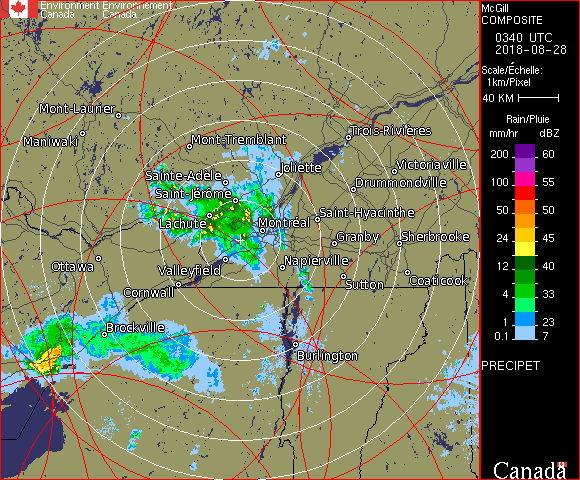 Environment Environnement
Canada Canada
McGill
COMPOSITE
0340 UTC
2018-08-28
Scale/Échelle:
1km/Pixel
40 KM
Rain/Pluie
mm/hr dBZ
200 60
100 55
50 50
24 45
12 40
4 33
1 23
0.1 7
PRECIPET
Canada
Mont-Laurier
Maniwaki
Mont-Tremblant
Trois-Rivières
Joliette
Victoriaville
Sainte-Adèle
Drummondville
Saint-Jérôme
Saint-Hyacinthe
Lachute
Montréal
Granby
Sherbrooke
Ottawa
Valleyfield
Napierville
Cornwall
Sutton
Coaticook
Brockville
Burlington